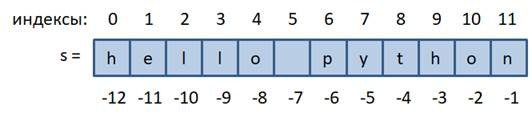 индексы: 0 1 2 3 4 5 6 7 8 9 10 11
s = h e l l o p y t h o n
-12 -11 -10 -9 -8 -7 -6 -5 -4 -3 -2 -1